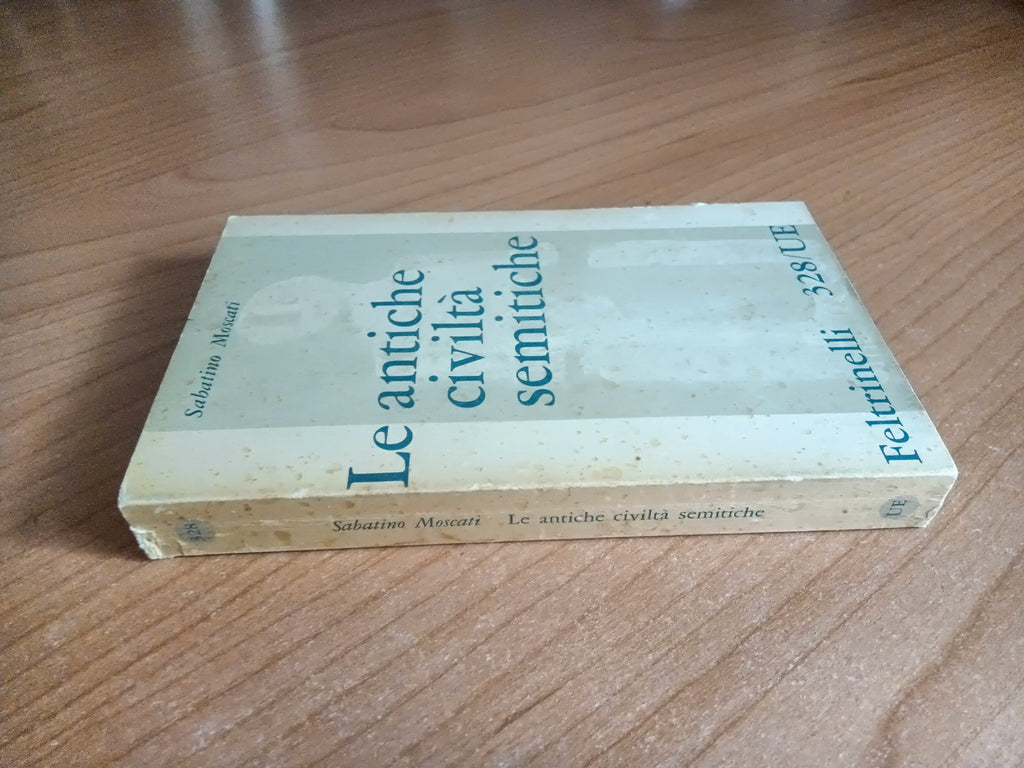 Sabatino Moscati
Le antiche
civiltà
semitiche
Feltrinelli 328/UE
328 Sabatino Moscati Le antiche civiltà semitiche UE